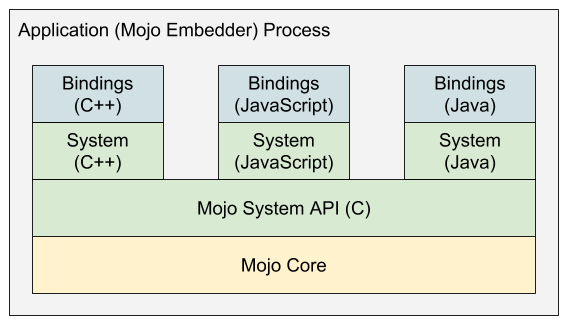 Application (Mojo Embedder) Process
Bindings
(C++)
Bindings
(JavaScript)
Bindings
(Java)
System
(C++)
System
(JavaScript)
System
(Java)
Mojo System API (C)
Mojo Core